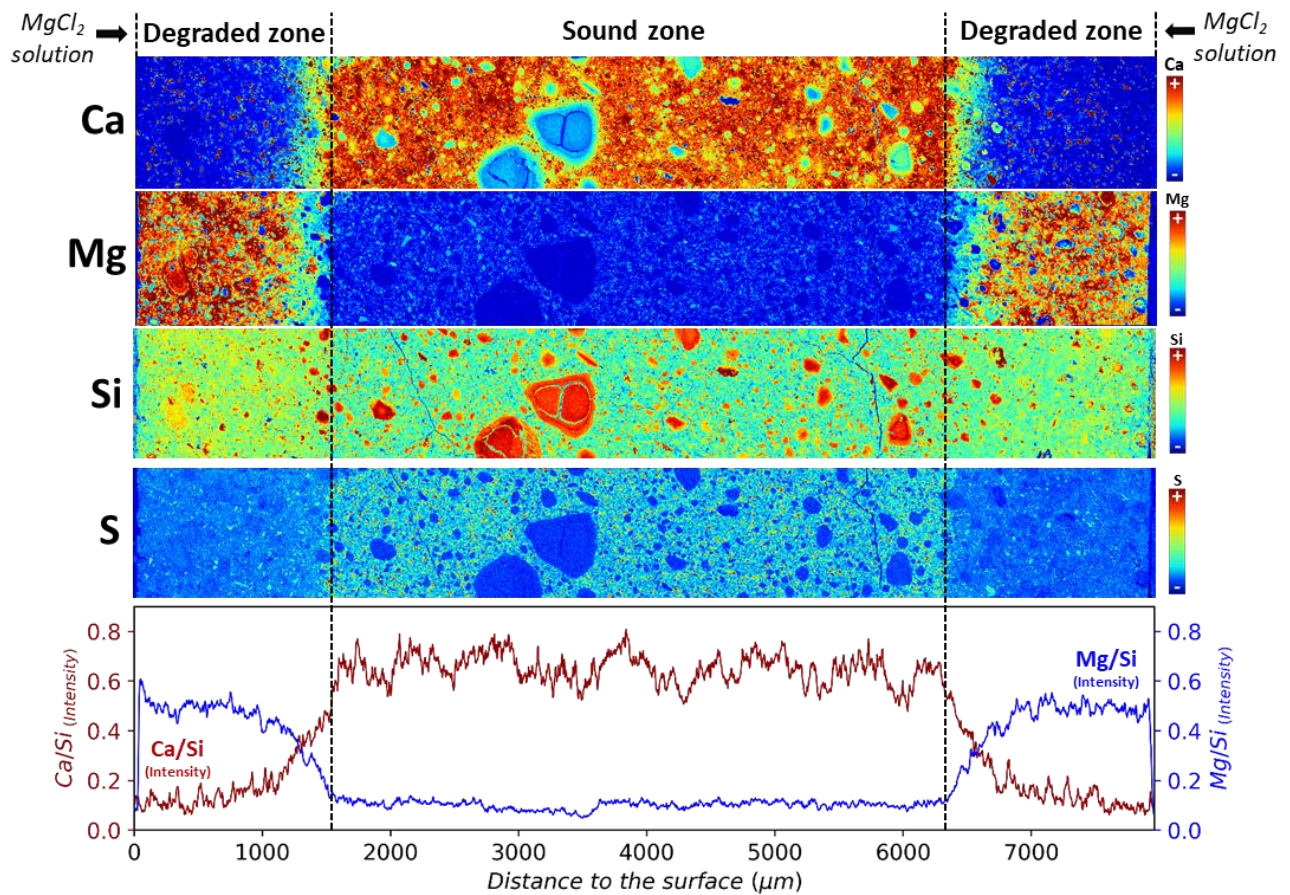 MgCl2 solution
Degraded zone
Sound zone
Degraded zone
MgCl2 solution
Ca
Ca
+
-
Mg
Mg
+
-
Si
Si
+
-
S
S
+
-
0.8
0.6
0.4
0.2
0.0
Ca/Si (Intensity)
Ca/Si
(Intensity)
Mg/Si
(Intensity)
0.8
0.6
0.4
0.2
0.0
Mg/Si (Intensity)
0 1000 2000 3000 4000 5000 6000 7000
Distance to the surface (μm)